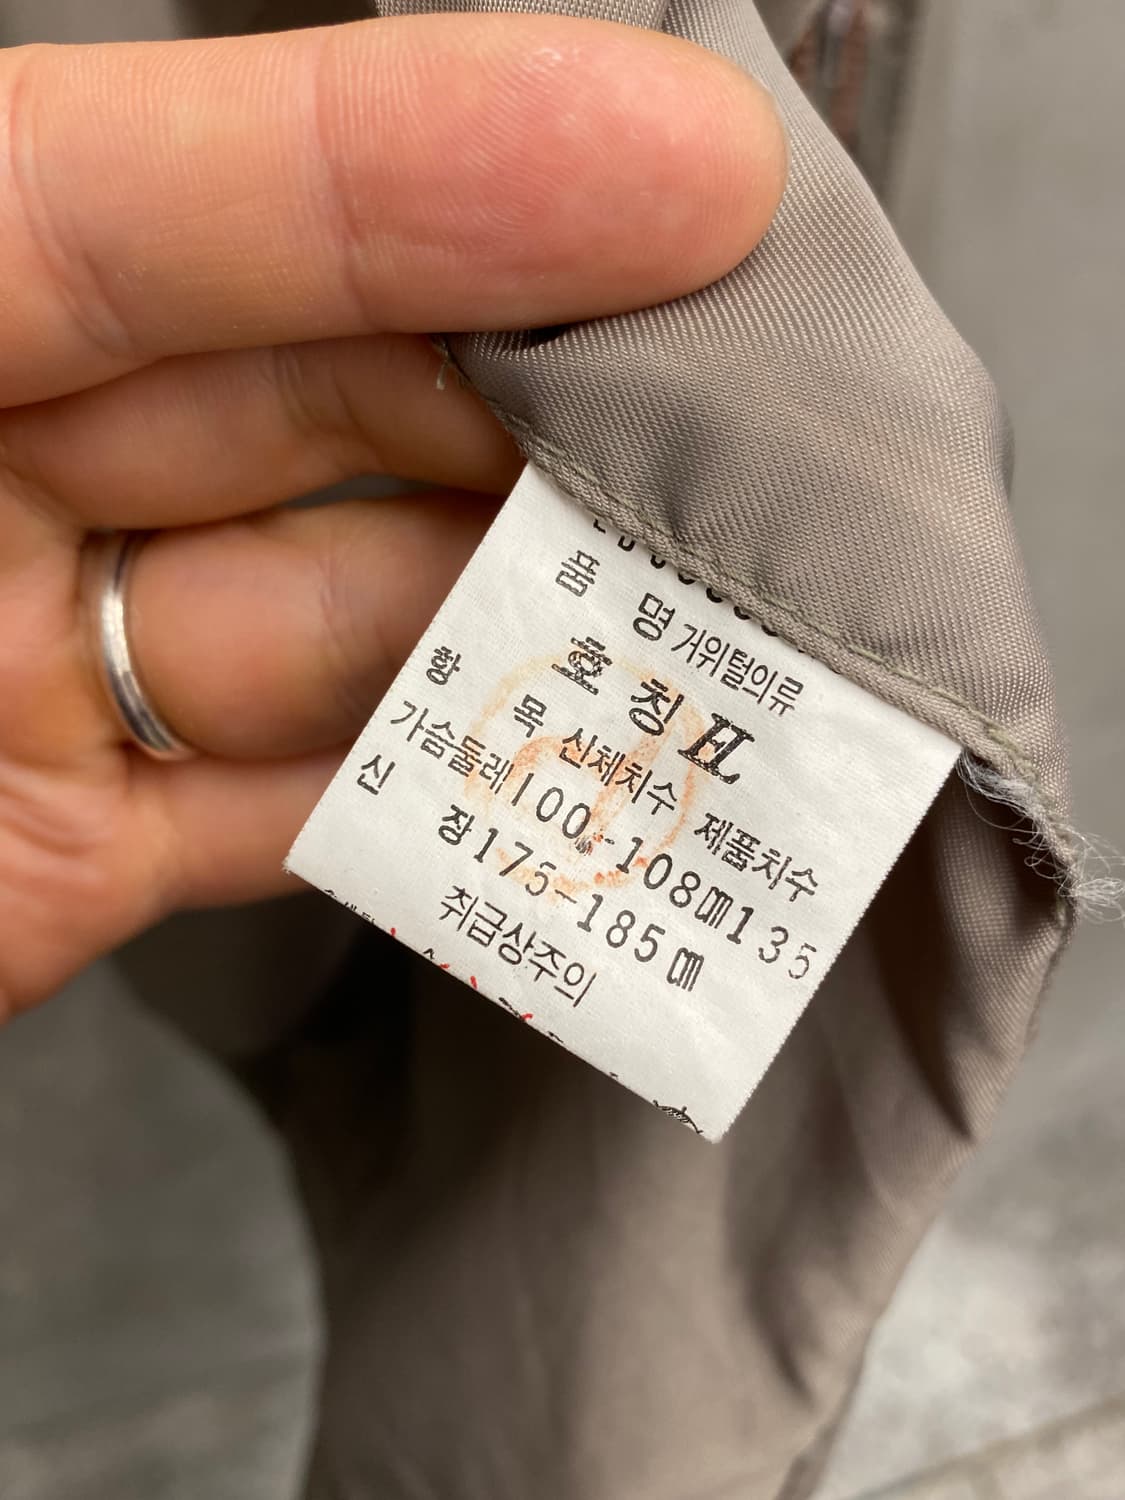 품 명 거위털의류
호 칭
항 목 신체치수 제품치수
가슴둘레 100-108㎝ 135
신 장 175-185㎝
취급상주의